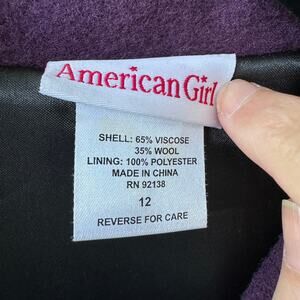 American Girl
SHELL: 65% VISCOSE
35% WOOL
LINING: 100% POLYESTER
MADE IN CHINA
RN 92138
12
REVERSE FOR CARE